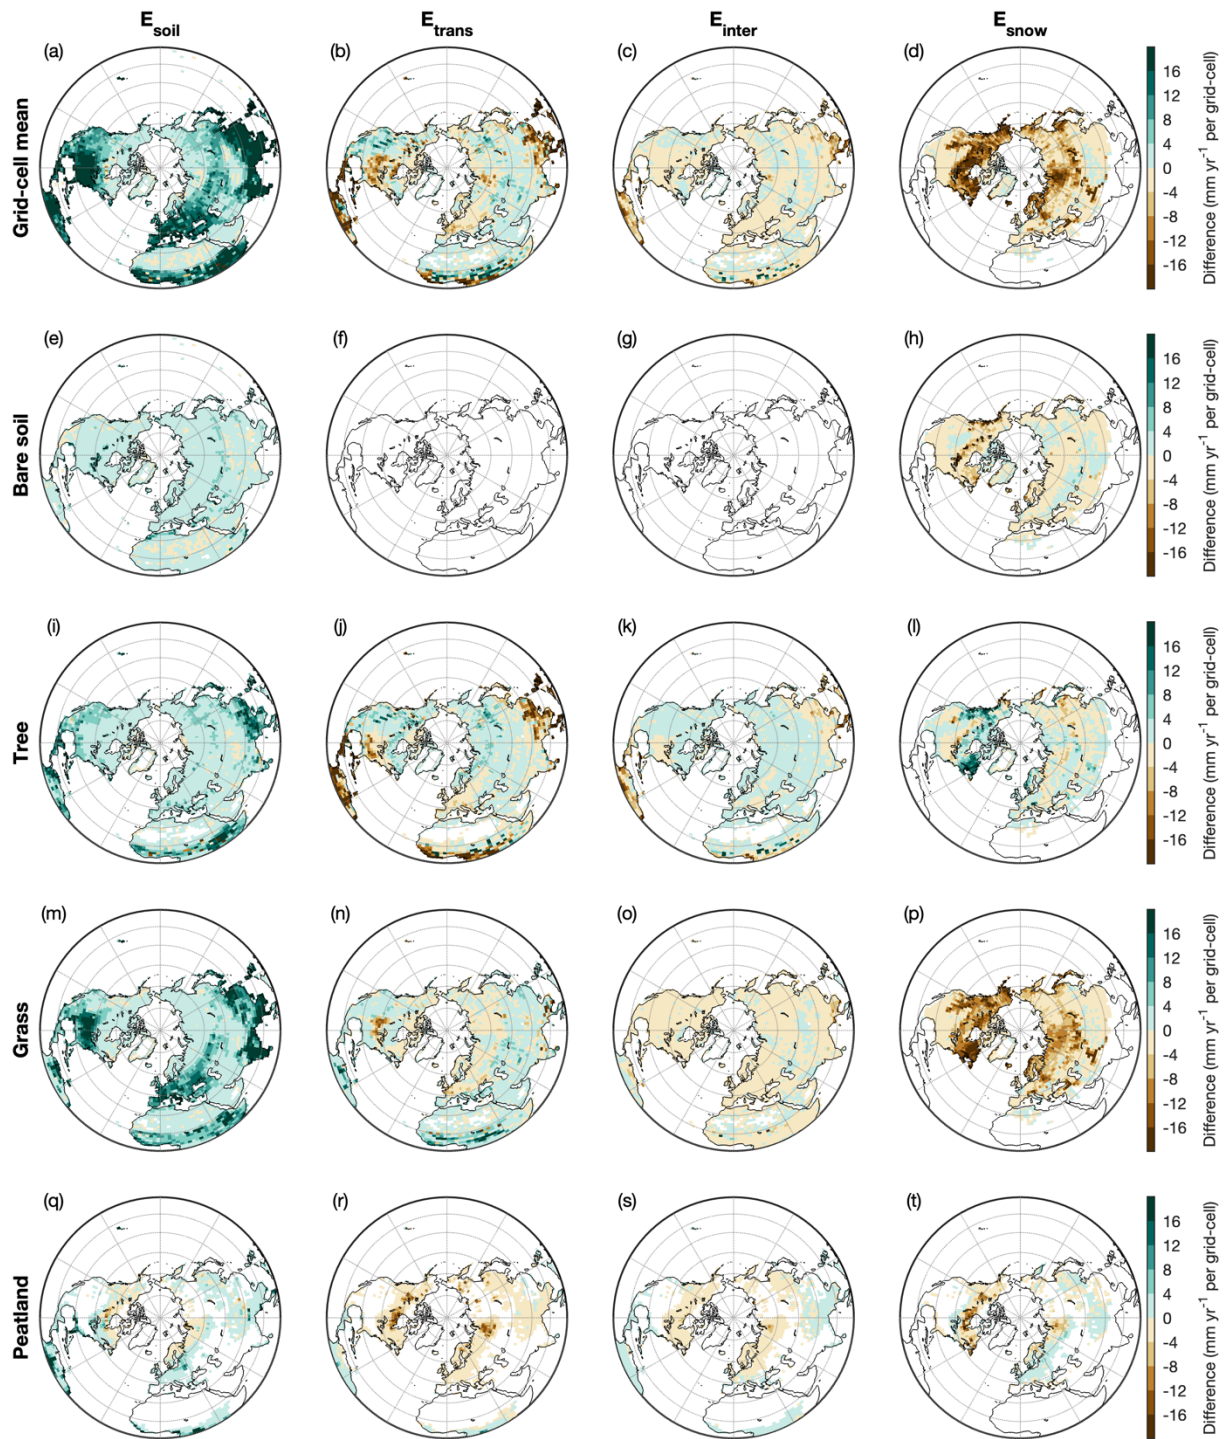 E_soil E_trans E_inter E_snow
(a) (b) (c) (d)
Grid-cell mean
16
12
8
4
0
-4
-8
-12
-16
Difference (mm yr⁻¹ per grid-cell)
(e) (f) (g) (h)
Bare soil
16
12
8
4
0
-4
-8
-12
-16
Difference (mm yr⁻¹ per grid-cell)
(i) (j) (k) (l)
Tree
16
12
8
4
0
-4
-8
-12
-16
Difference (mm yr⁻¹ per grid-cell)
(m) (n) (o) (p)
Grass
16
12
8
4
0
-4
-8
-12
-16
Difference (mm yr⁻¹ per grid-cell)
(q) (r) (s) (t)
Peatland
16
12
8
4
0
-4
-8
-12
-16
Difference (mm yr⁻¹ per grid-cell)